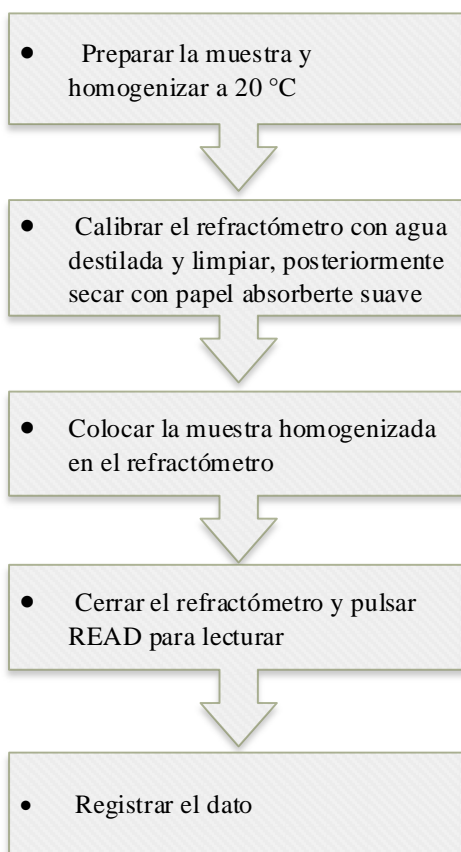 • Preparar la muestra y
homogenizar a 20 °C
• Calibrar el refractómetro con agua
destilada y limpiar, posteriormente
secar con papel absorberte suave
• Colocar la muestra homogenizada
en el refractómetro
• Cerrar el refractómetro y pulsar
READ para lecturar
• Registrar el dato